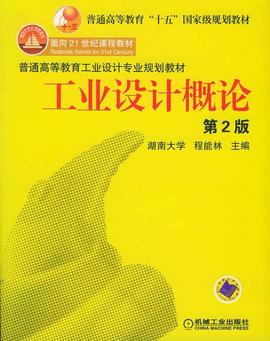 普通高等教育“十五”国家级规划教材
面向21世纪课程教材
Textbook Series for 21st Century
普通高等教育工业设计专业规划教材
工业设计概论
第2版
湖南大学 程能林 主编
机械工业出版社
CHINA MACHINE PRESS